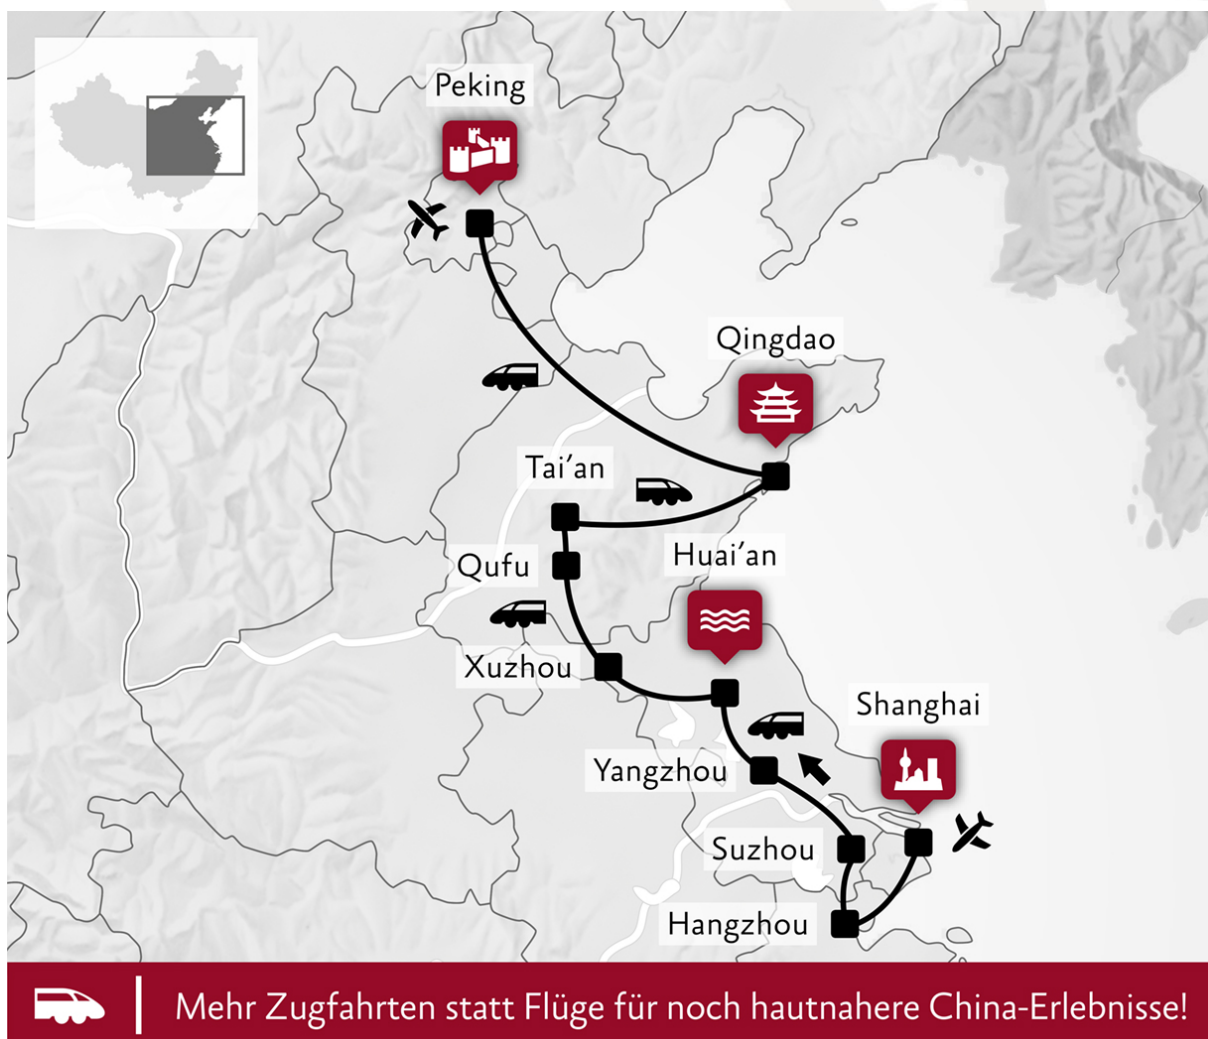 Peking
Qingdao
Tai’an
Huai’an
Qufu
Xuzhou
Shanghai
Yangzhou
Suzhou
Hangzhou
Mehr Zugfahrten statt Flüge für noch hautnahere China-Erlebnisse!